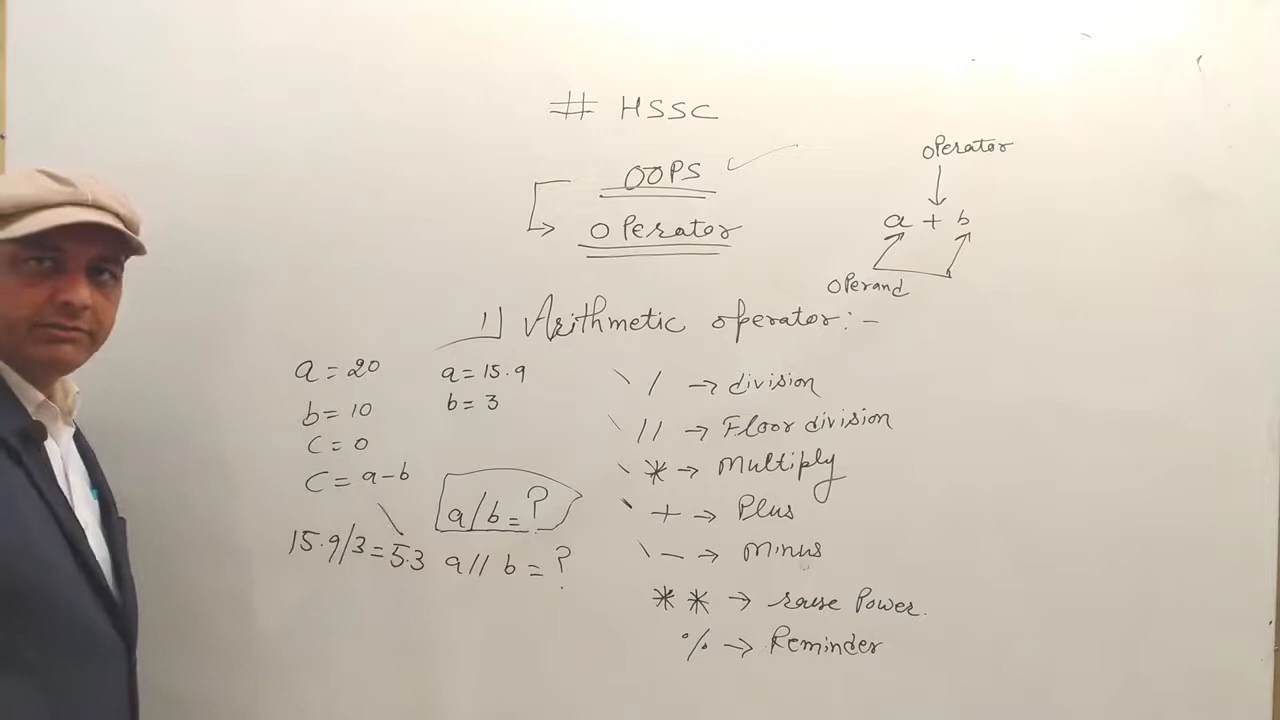 # HSSC
OOPS
operator
operator
a + b
operand
1) Arithmetic operator:-
a = 20
b = 10
C = 0
C = a-b
15.9/3 = 5.3
a = 15.9
b = 3
a/b = ?
a// b = ?
/ → division
// → Floor division
* → Multiply
+ → Plus
- → Minus
** → raise Power.
% → Reminder